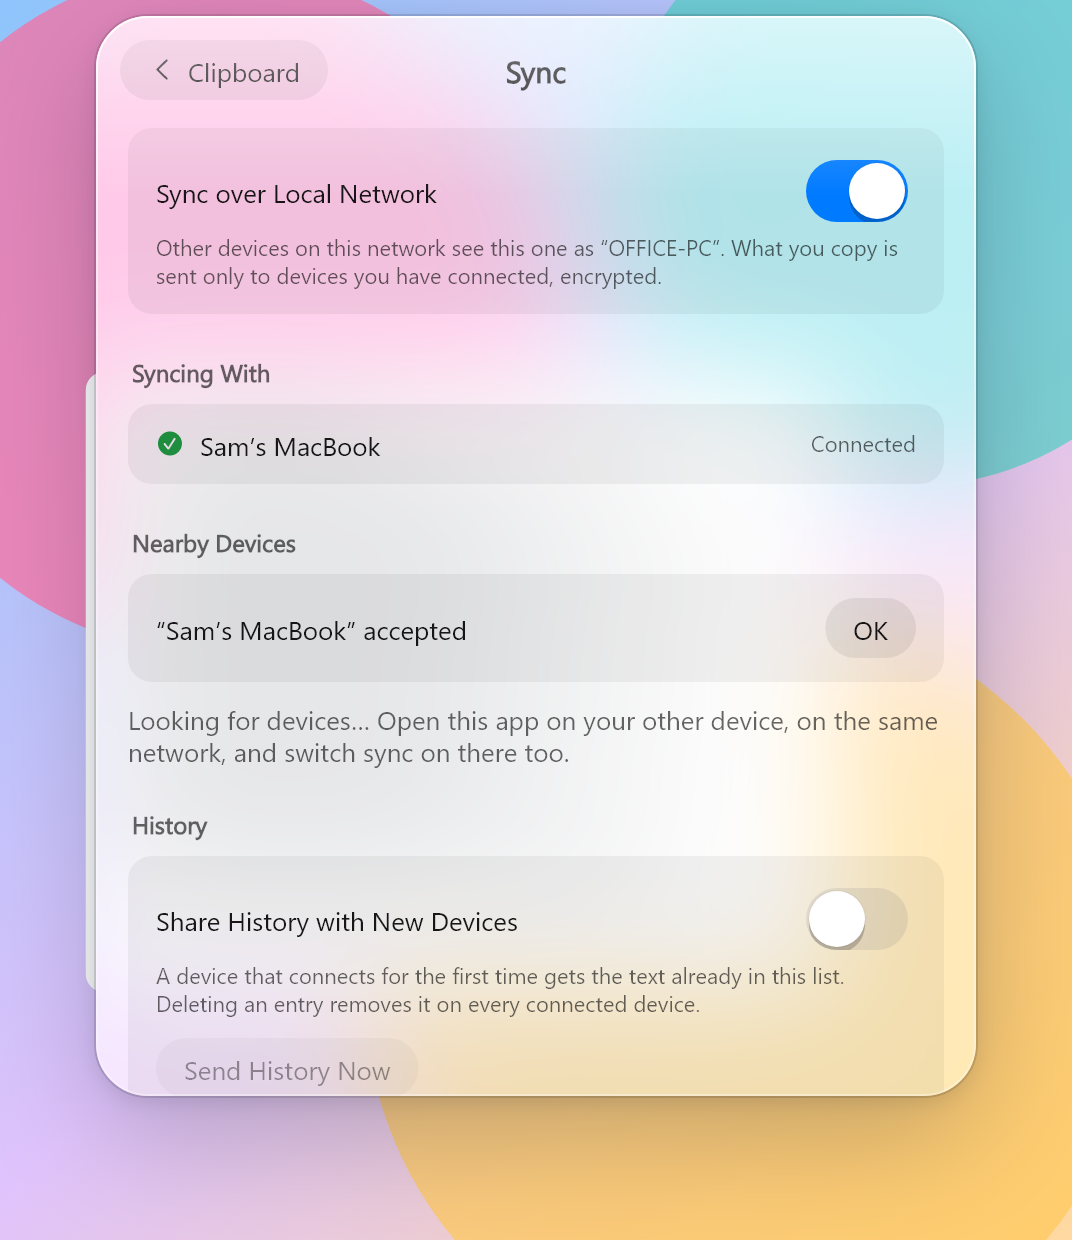 Clipboard
Sync
Sync over Local Network
Other devices on this network see this one as “OFFICE-PC”. What you copy is
sent only to devices you have connected, encrypted.
Syncing With
Sam’s MacBook
Connected
Nearby Devices
“Sam’s MacBook” accepted
OK
Looking for devices… Open this app on your other device, on the same
network, and switch sync on there too.
History
Share History with New Devices
A device that connects for the first time gets the text already in this list.
Deleting an entry removes it on every connected device.
Send History Now